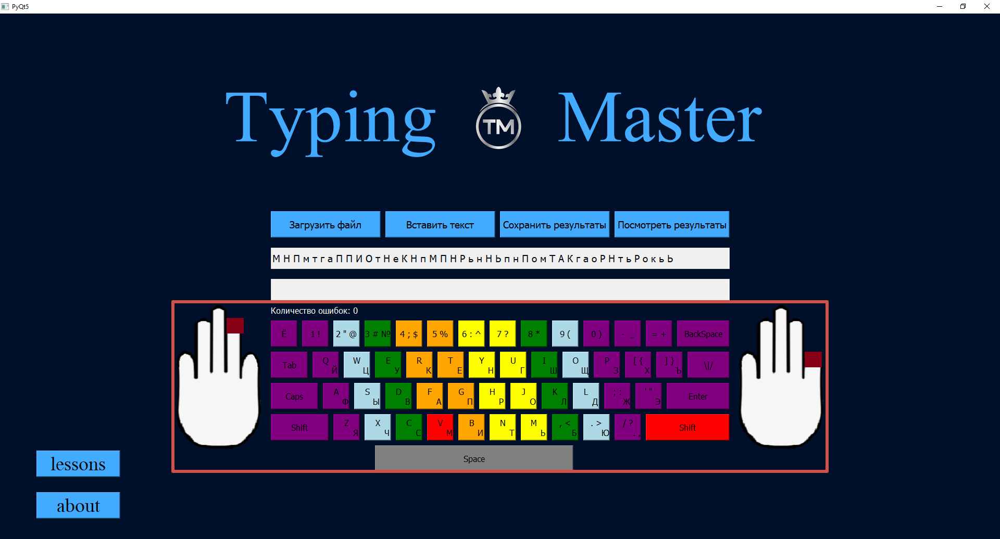 PyQt5
Typing TM Master
Загрузить файл Вставить текст Сохранить результаты Посмотреть результаты
М Н П м т г а П П И О т Н е К Н п М П Н Р ь н Н Ь п н П о м Т А К г а о Р Н т ь Р о к ь Ь
Количество ошибок: 0
Ё 1 ! 2 " @ 3 # № 4 ; $ 5 % 6 : ^ 7 ? 8 * 9 ( 0 ) - _ = + BackSpace
Tab Q Й W Ц E У R К T Е Y Н U Г I Ш O Щ P З [ { Х ] } Ъ \|/
Caps A Ф S Ы D В F А G П H Р J О K Л L Д ; : Ж ' " Э Enter
Shift Z Я X Ч C С V М B И N Т M Ь , < Б . > Ю / ? . , Shift
Space
lessons
about